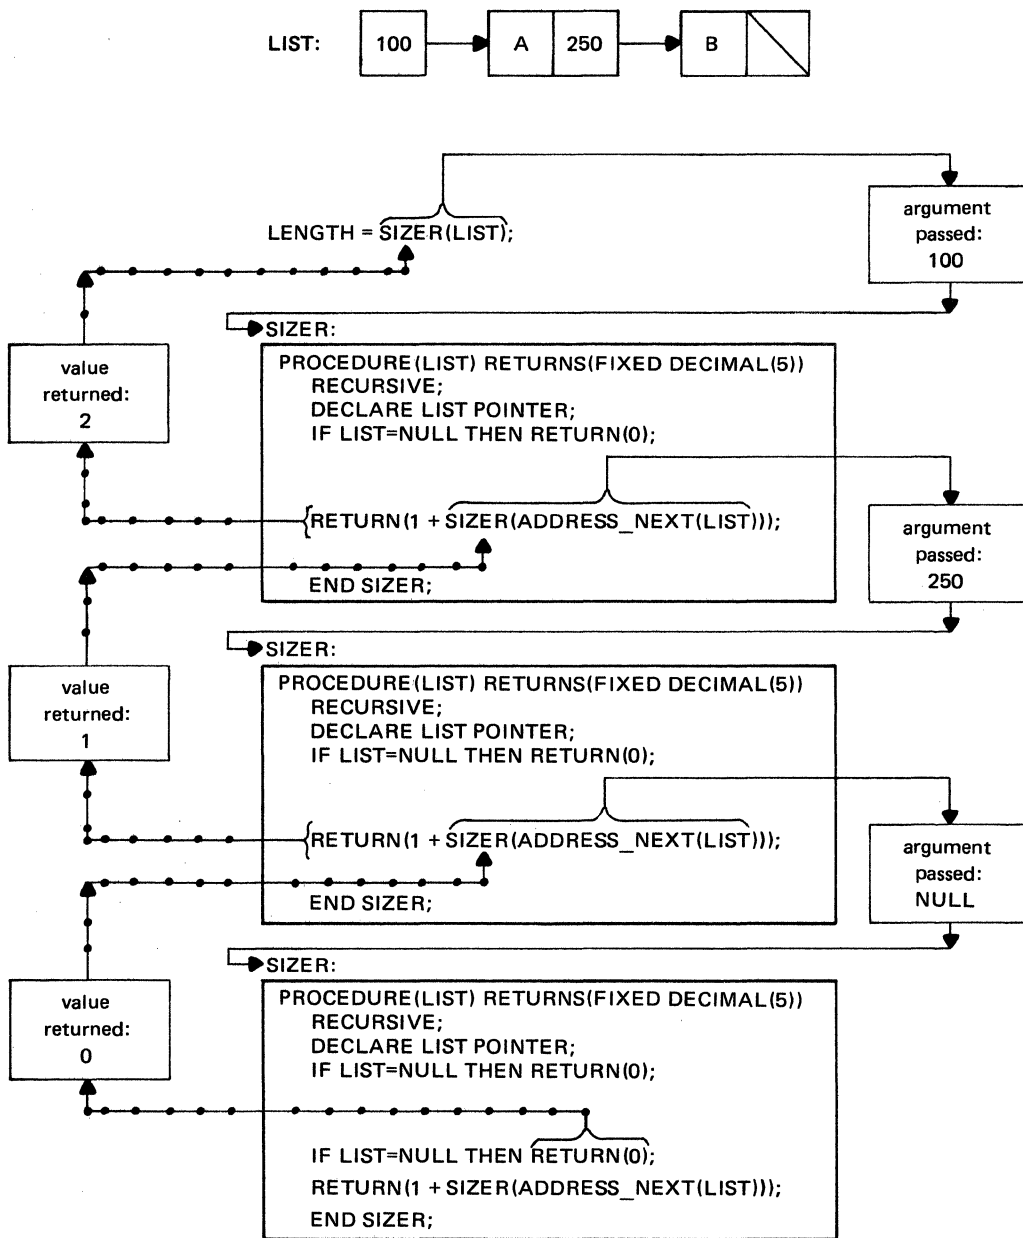 LIST: 100 A 250 B
LENGTH = SIZER(LIST);
argument
passed:
100
SIZER:
PROCEDURE(LIST) RETURNS(FIXED DECIMAL(5))
RECURSIVE;
DECLARE LIST POINTER;
IF LIST=NULL THEN RETURN(0);
value
returned:
2
RETURN(1 + SIZER(ADDRESS_NEXT(LIST)));
END SIZER;
argument
passed:
250
SIZER:
PROCEDURE(LIST) RETURNS(FIXED DECIMAL(5))
RECURSIVE;
DECLARE LIST POINTER;
IF LIST=NULL THEN RETURN(0);
value
returned:
1
RETURN(1 + SIZER(ADDRESS_NEXT(LIST)));
END SIZER;
argument
passed:
NULL
SIZER:
PROCEDURE(LIST) RETURNS(FIXED DECIMAL(5))
RECURSIVE;
DECLARE LIST POINTER;
IF LIST=NULL THEN RETURN(0);
value
returned:
0
IF LIST=NULL THEN RETURN(0);
RETURN(1 + SIZER(ADDRESS_NEXT(LIST)));
END SIZER;